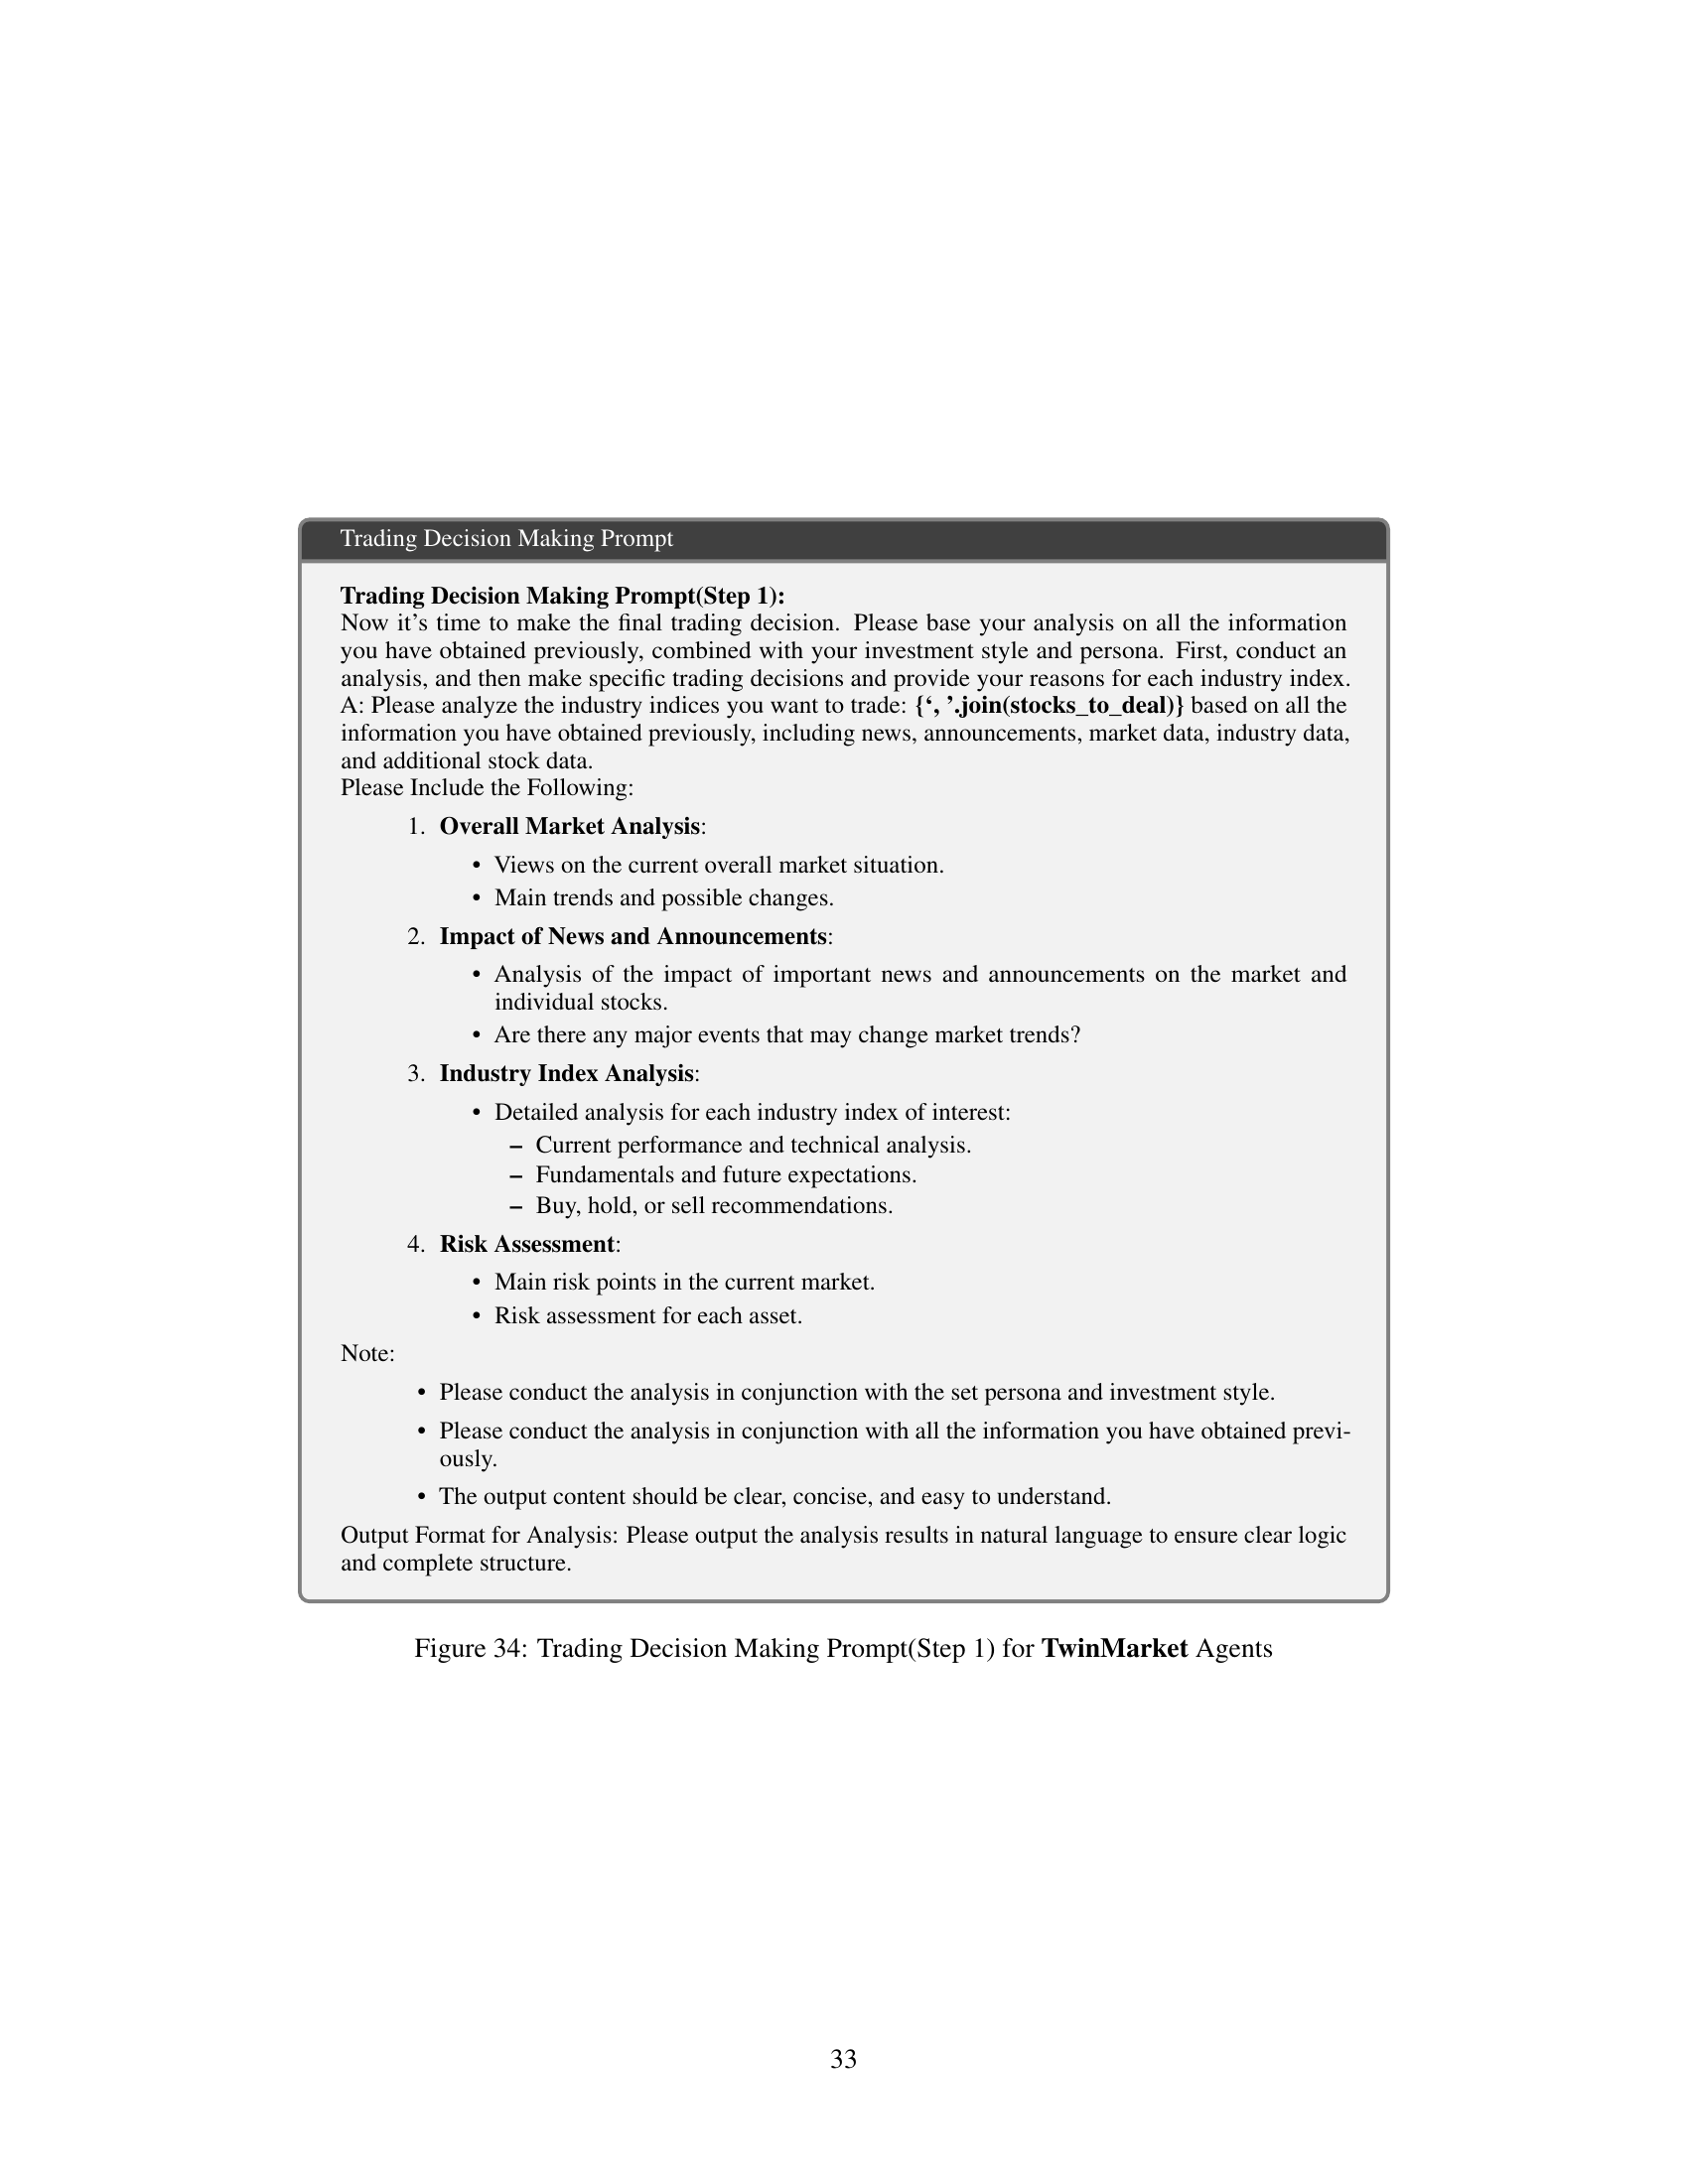 Trading Decision Making Prompt
Trading Decision Making Prompt(Step 1):
Now it's time to make the final trading decision. Please base your analysis on all the information
you have obtained previously, combined with your investment style and persona. First, conduct an
analysis, and then make specific trading decisions and provide your reasons for each industry index.
A: Please analyze the industry indices you want to trade: {‘, ’.join(stocks_to_deal)} based on all the
information you have obtained previously, including news, announcements, market data, industry data,
and additional stock data.
Please Include the Following:
1. Overall Market Analysis:
• Views on the current overall market situation.
• Main trends and possible changes.
2. Impact of News and Announcements:
• Analysis of the impact of important news and announcements on the market and
individual stocks.
• Are there any major events that may change market trends?
3. Industry Index Analysis:
• Detailed analysis for each industry index of interest:
– Current performance and technical analysis.
– Fundamentals and future expectations.
– Buy, hold, or sell recommendations.
4. Risk Assessment:
• Main risk points in the current market.
• Risk assessment for each asset.
Note:
• Please conduct the analysis in conjunction with the set persona and investment style.
• Please conduct the analysis in conjunction with all the information you have obtained previ-
ously.
• The output content should be clear, concise, and easy to understand.
Output Format for Analysis: Please output the analysis results in natural language to ensure clear logic
and complete structure.
Figure 34: Trading Decision Making Prompt(Step 1) for TwinMarket Agents
33